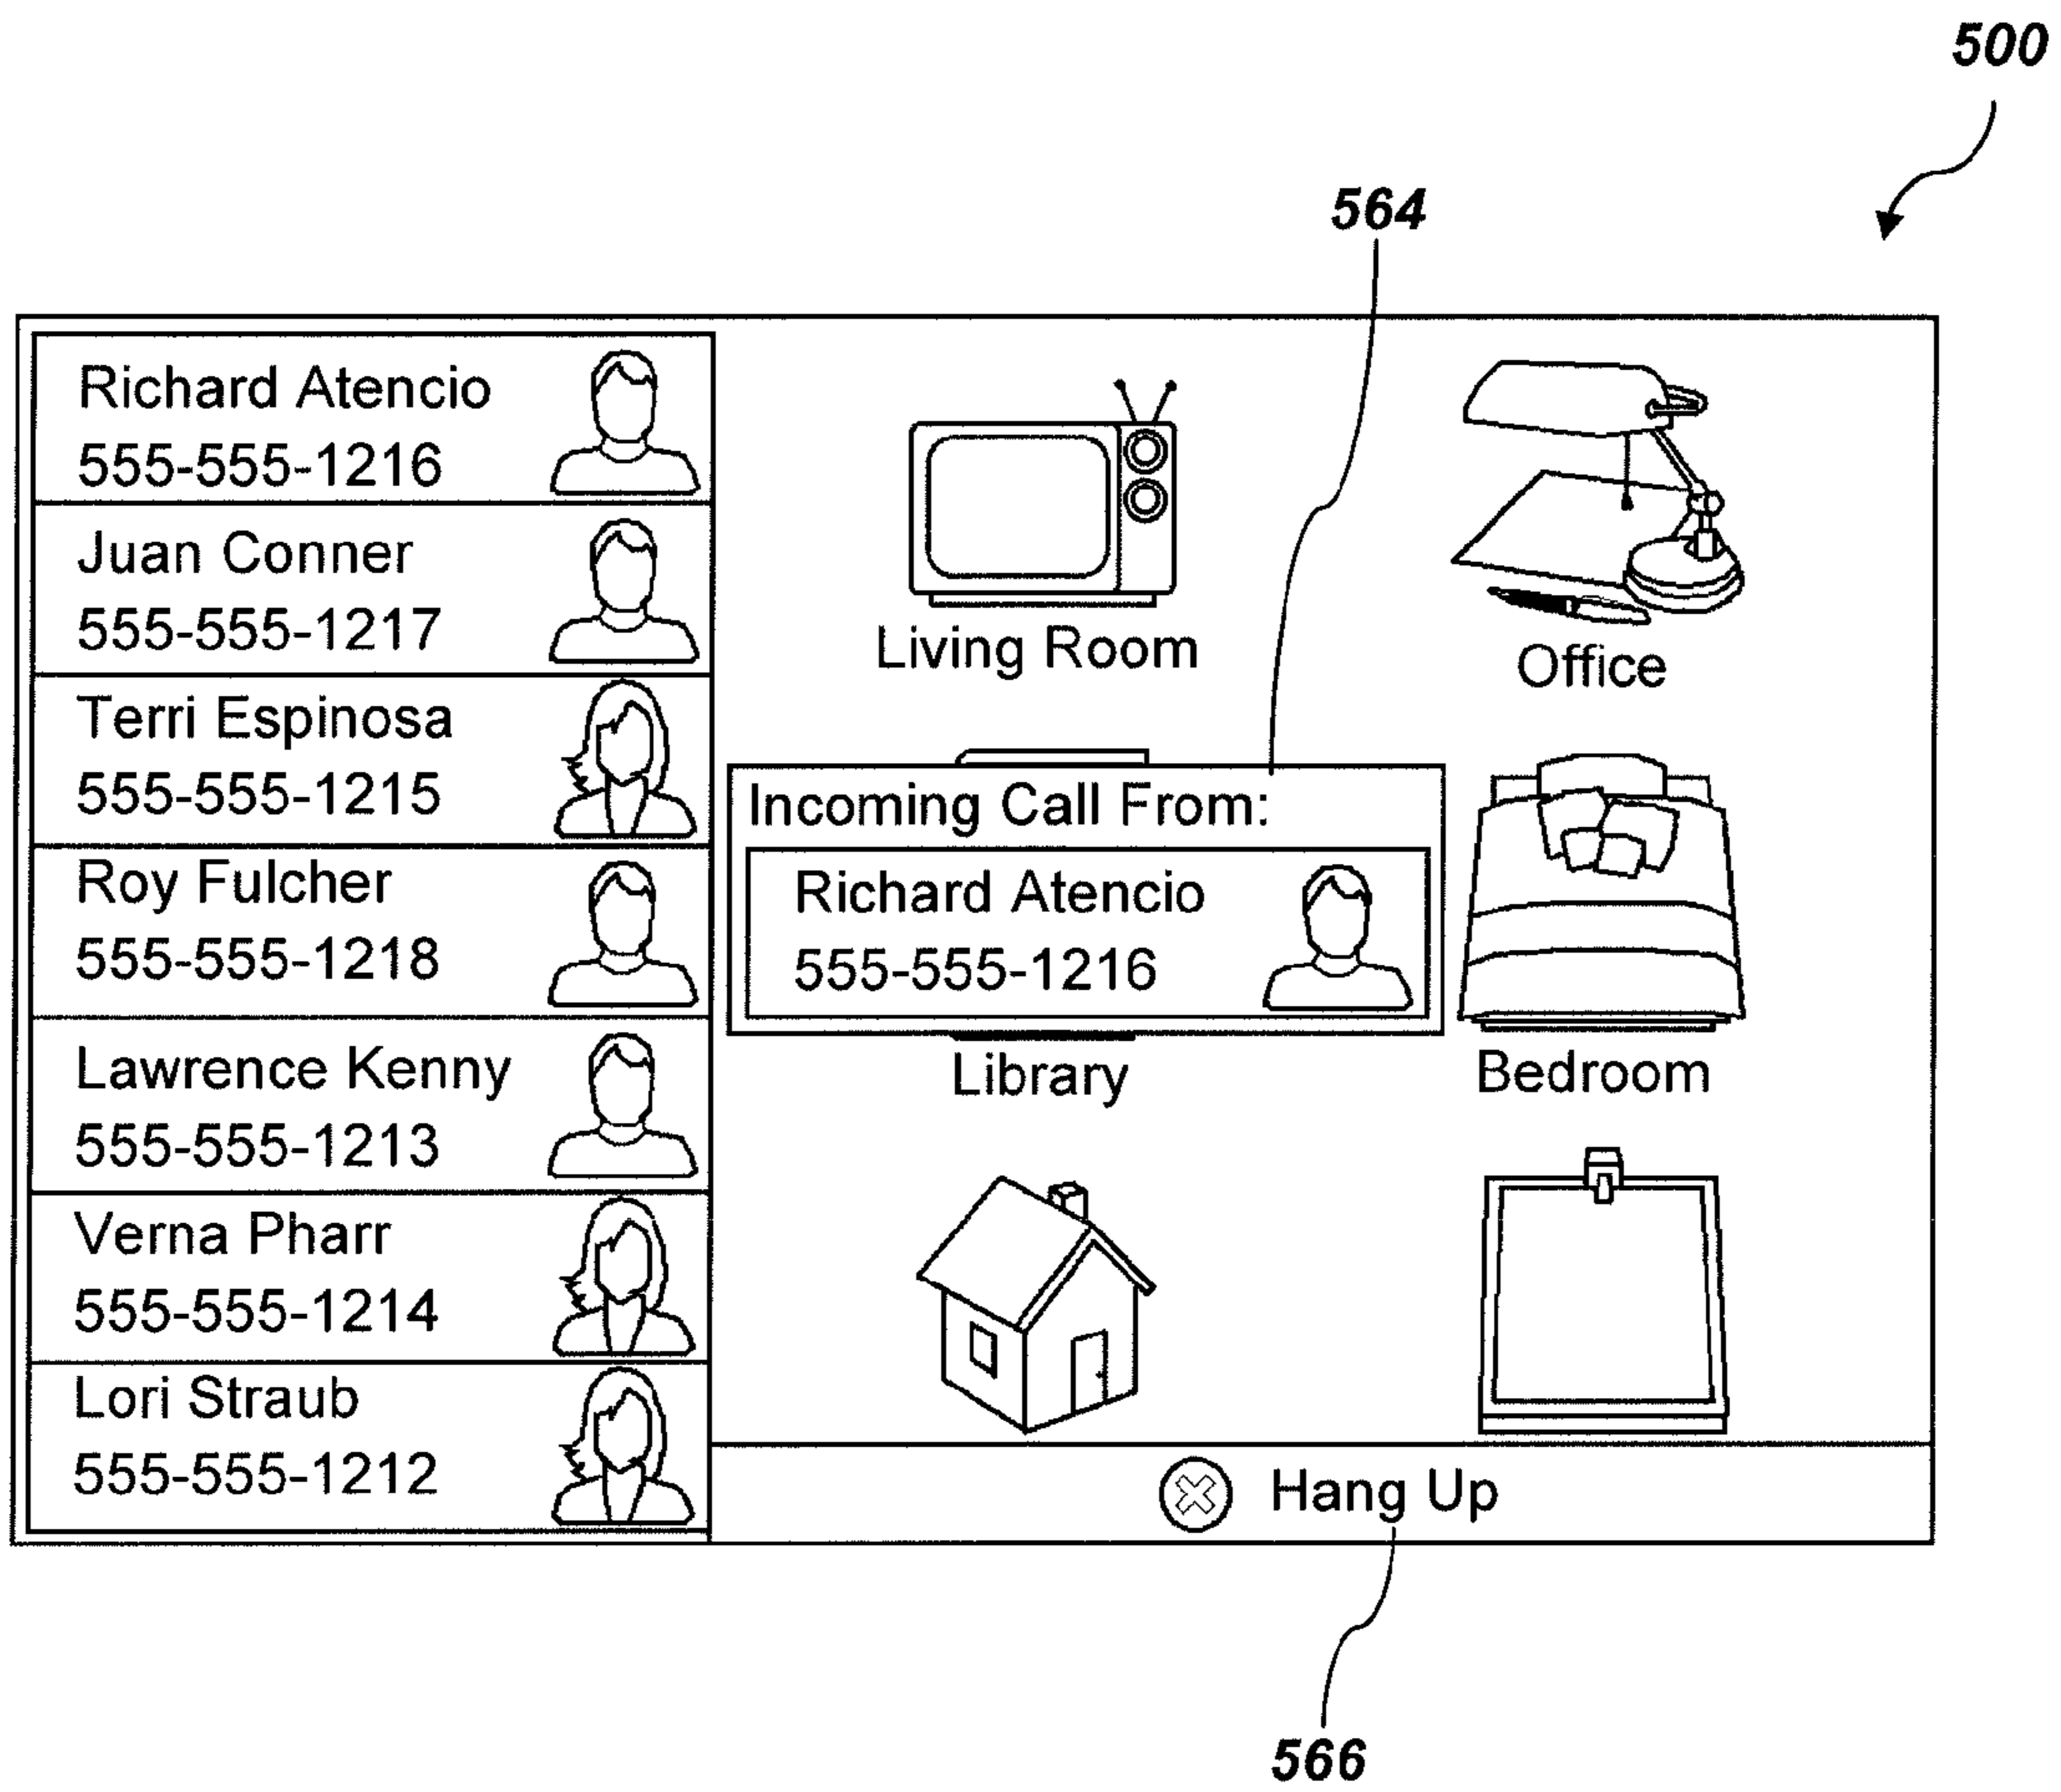 500
564
Richard Atencio
555-555-1216
Juan Conner
555-555-1217
Terri Espinosa
555-555-1215
Roy Fulcher
555-555-1218
Lawrence Kenny
555-555-1213
Verna Pharr
555-555-1214
Lori Straub
555-555-1212
Living Room
Office
Incoming Call From:
Richard Atencio
555-555-1216
Library
Bedroom
Hang Up
566